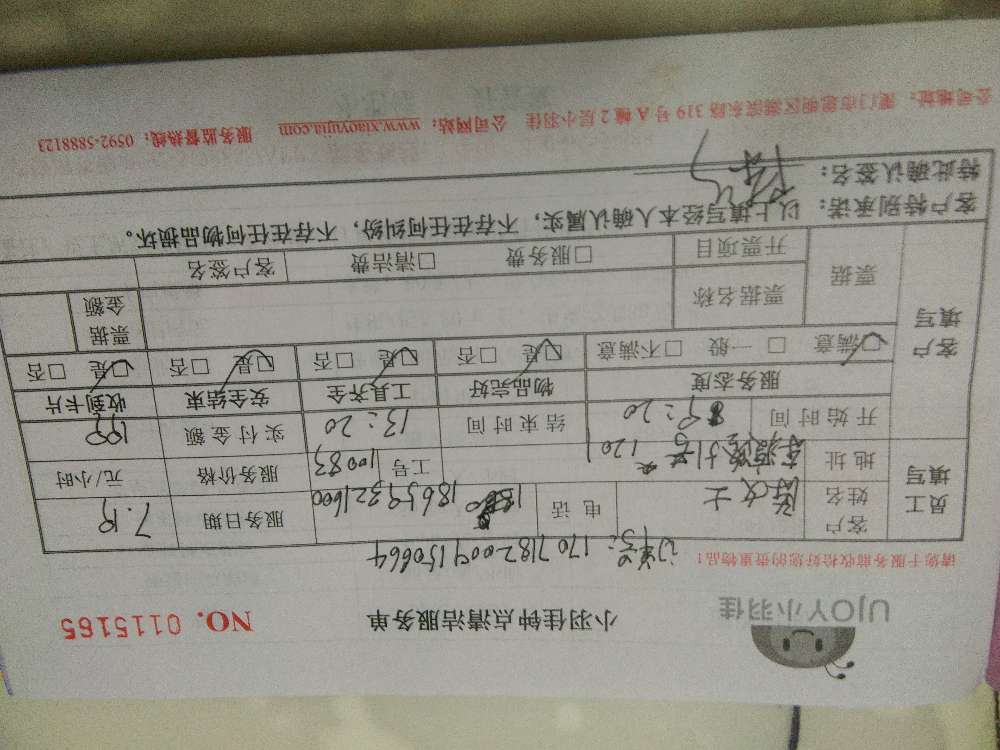 UJOY小羽佳 小羽佳钟点清洁服务单 NO. 0115165
请您于服务前收拾好您的贵重物品！
订单号：1707182009150664
员工填写 客户姓名 女士 电话 18659321600 服务日期 7.19
地址 1201 工号 10083 服务价格 元/小时
开始时间 9：20 结束时间 13：20 实付金额
客户填写 服务态度 物品完好 工具齐全 安全结束 收到卡片
☑满意 □一般 □不满意 ☑是 □否 ☑是 □否 ☑是 □否 ☑是 □否
票据 票据名称 票据金额
开票项目 □服务费 □清洁费 客户签名
客户特别承诺：以上填写经本人确认属实，不存在任何纠纷，不存在任何物品损坏。
特此确认签名：
公司地址：厦门市思明区湖滨东路 319 号 A 幢 2 层小羽佳 公司网站：www.xiaoyujia.com 服务监督热线：0592-5888123